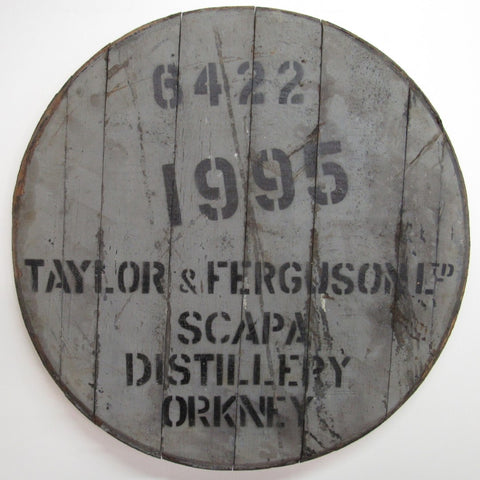 6422
1995
TAYLOR & FERGUSON LTD
SCAPA
DISTILLERY
ORKNEY